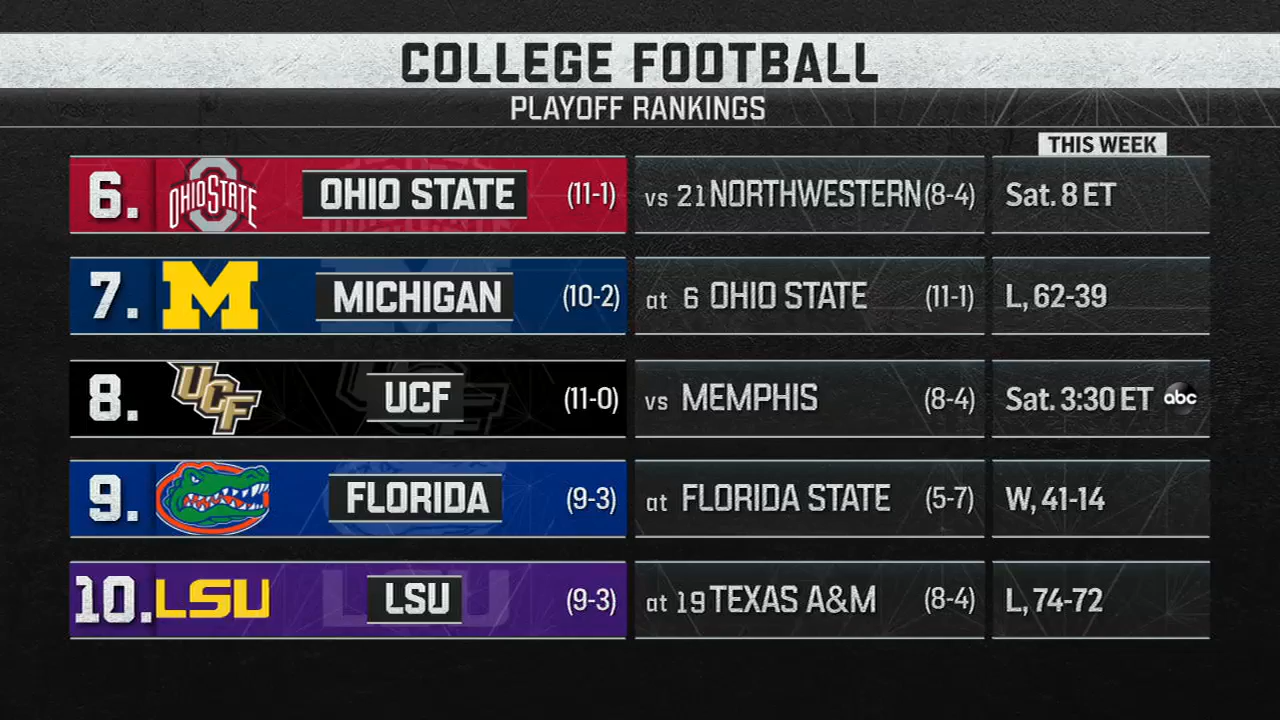 COLLEGE FOOTBALL
PLAYOFF RANKINGS
THIS WEEK
6. OHIO STATE OHIO STATE (11-1) vs 21 NORTHWESTERN (8-4) Sat. 8 ET
7. M MICHIGAN (10-2) at 6 OHIO STATE (11-1) L, 62-39
8. UCF UCF (11-0) vs MEMPHIS (8-4) Sat. 3:30 ET abc
9. FLORIDA (9-3) at FLORIDA STATE (5-7) W, 41-14
10. LSU LSU (9-3) at 19 TEXAS A&M (8-4) L, 74-72